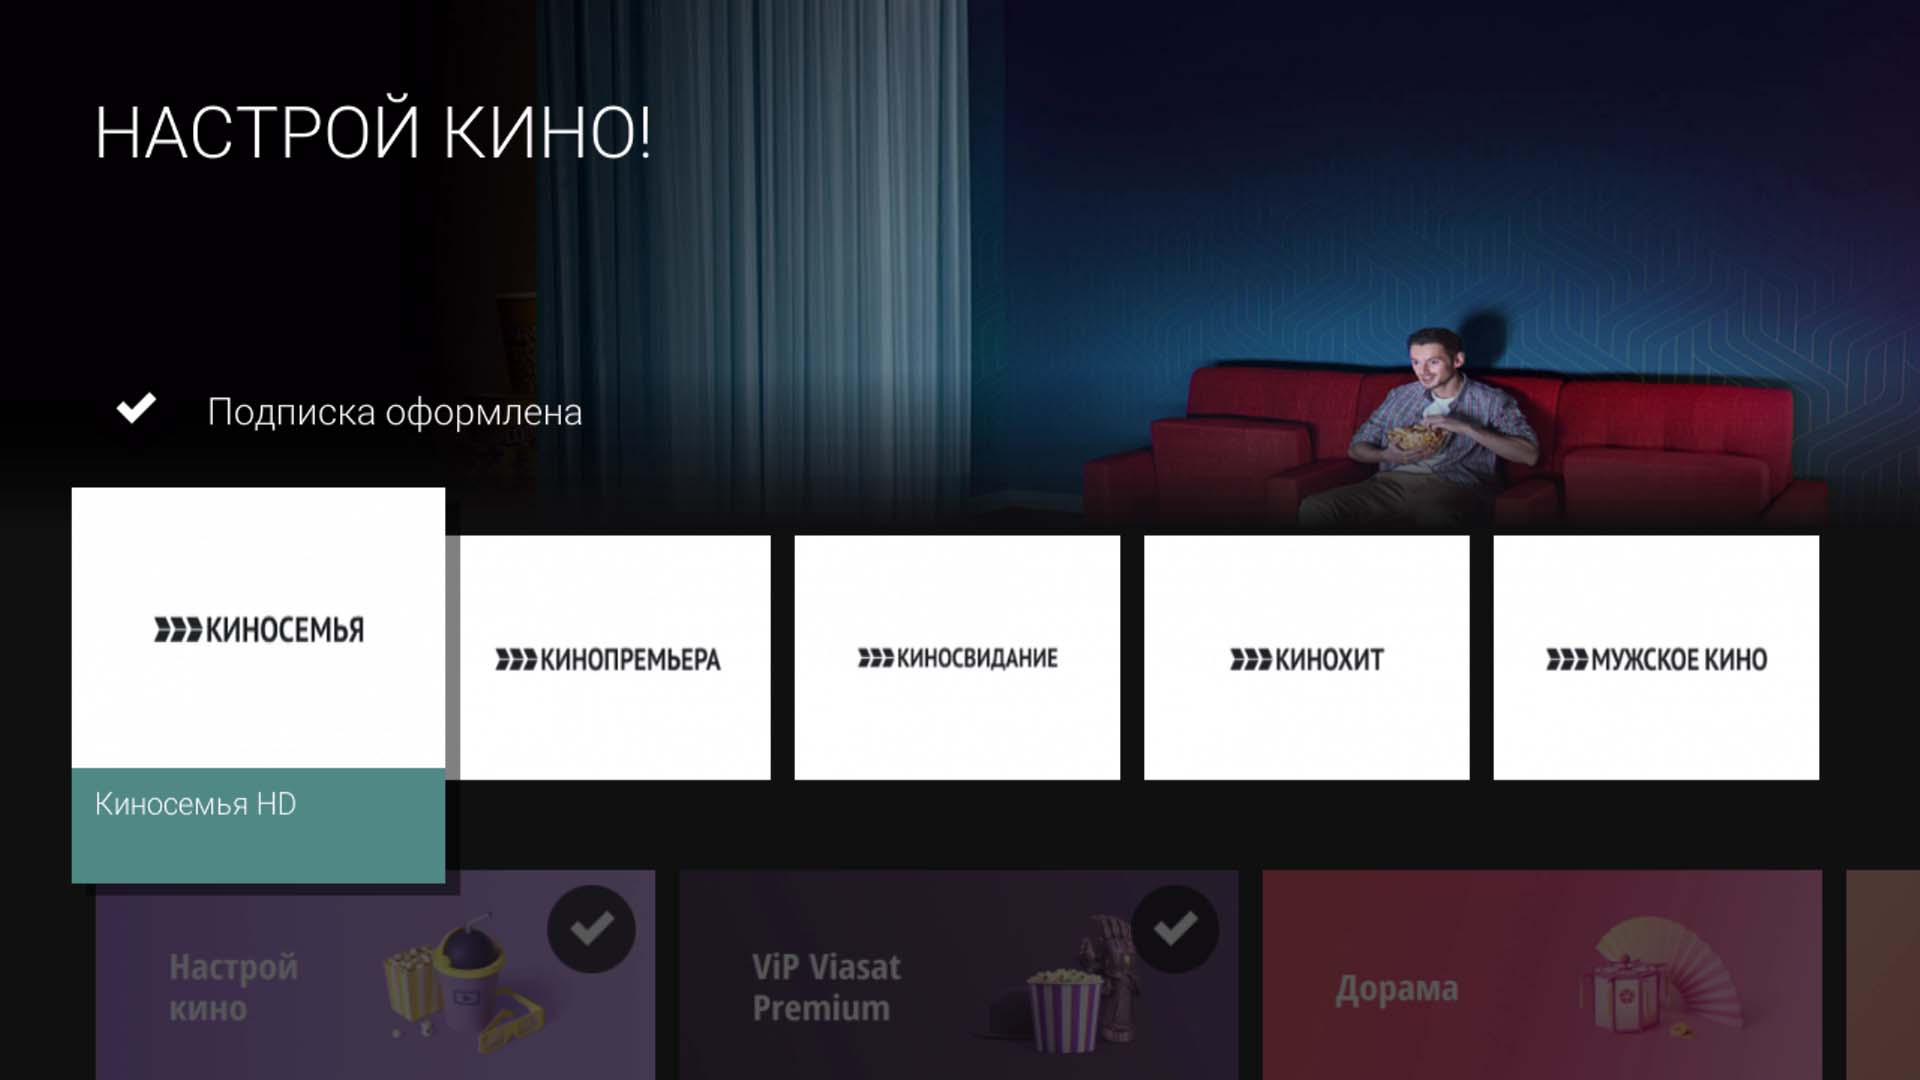 НАСТРОЙ КИНО!
Подписка оформлена
КИНОСЕМЬЯ
КИНОПРЕМЬЕРА
КИНОСВИДАНИЕ
КИНОХИТ
МУЖСКОЕ КИНО
Киносемья HD
Настрой
кино
ViP Viasat
Premium
Дорама